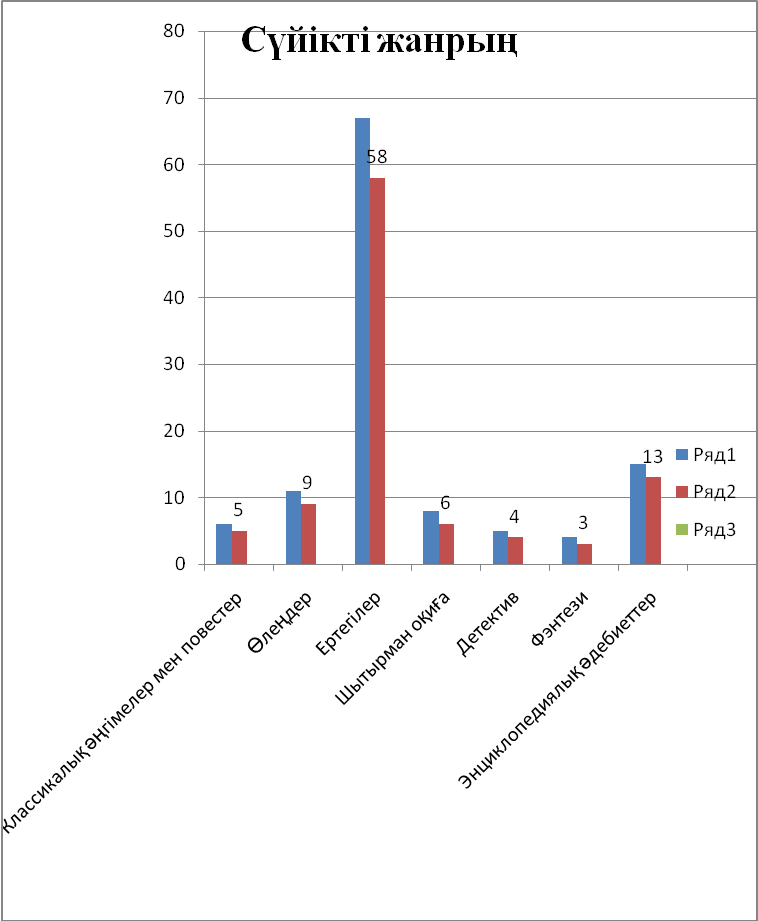 Сүйікті жанрың
80
70
60
50
40
30
20
10
0
5
9
58
6
4
3
13
Ряд1
Ряд2
Ряд3
Классикалық әңгімелер мен повестер
Өлеңдер
Ертегілер
Шытырман оқиға
Детектив
Фэнтези
Энциклопедиялық әдебиеттер